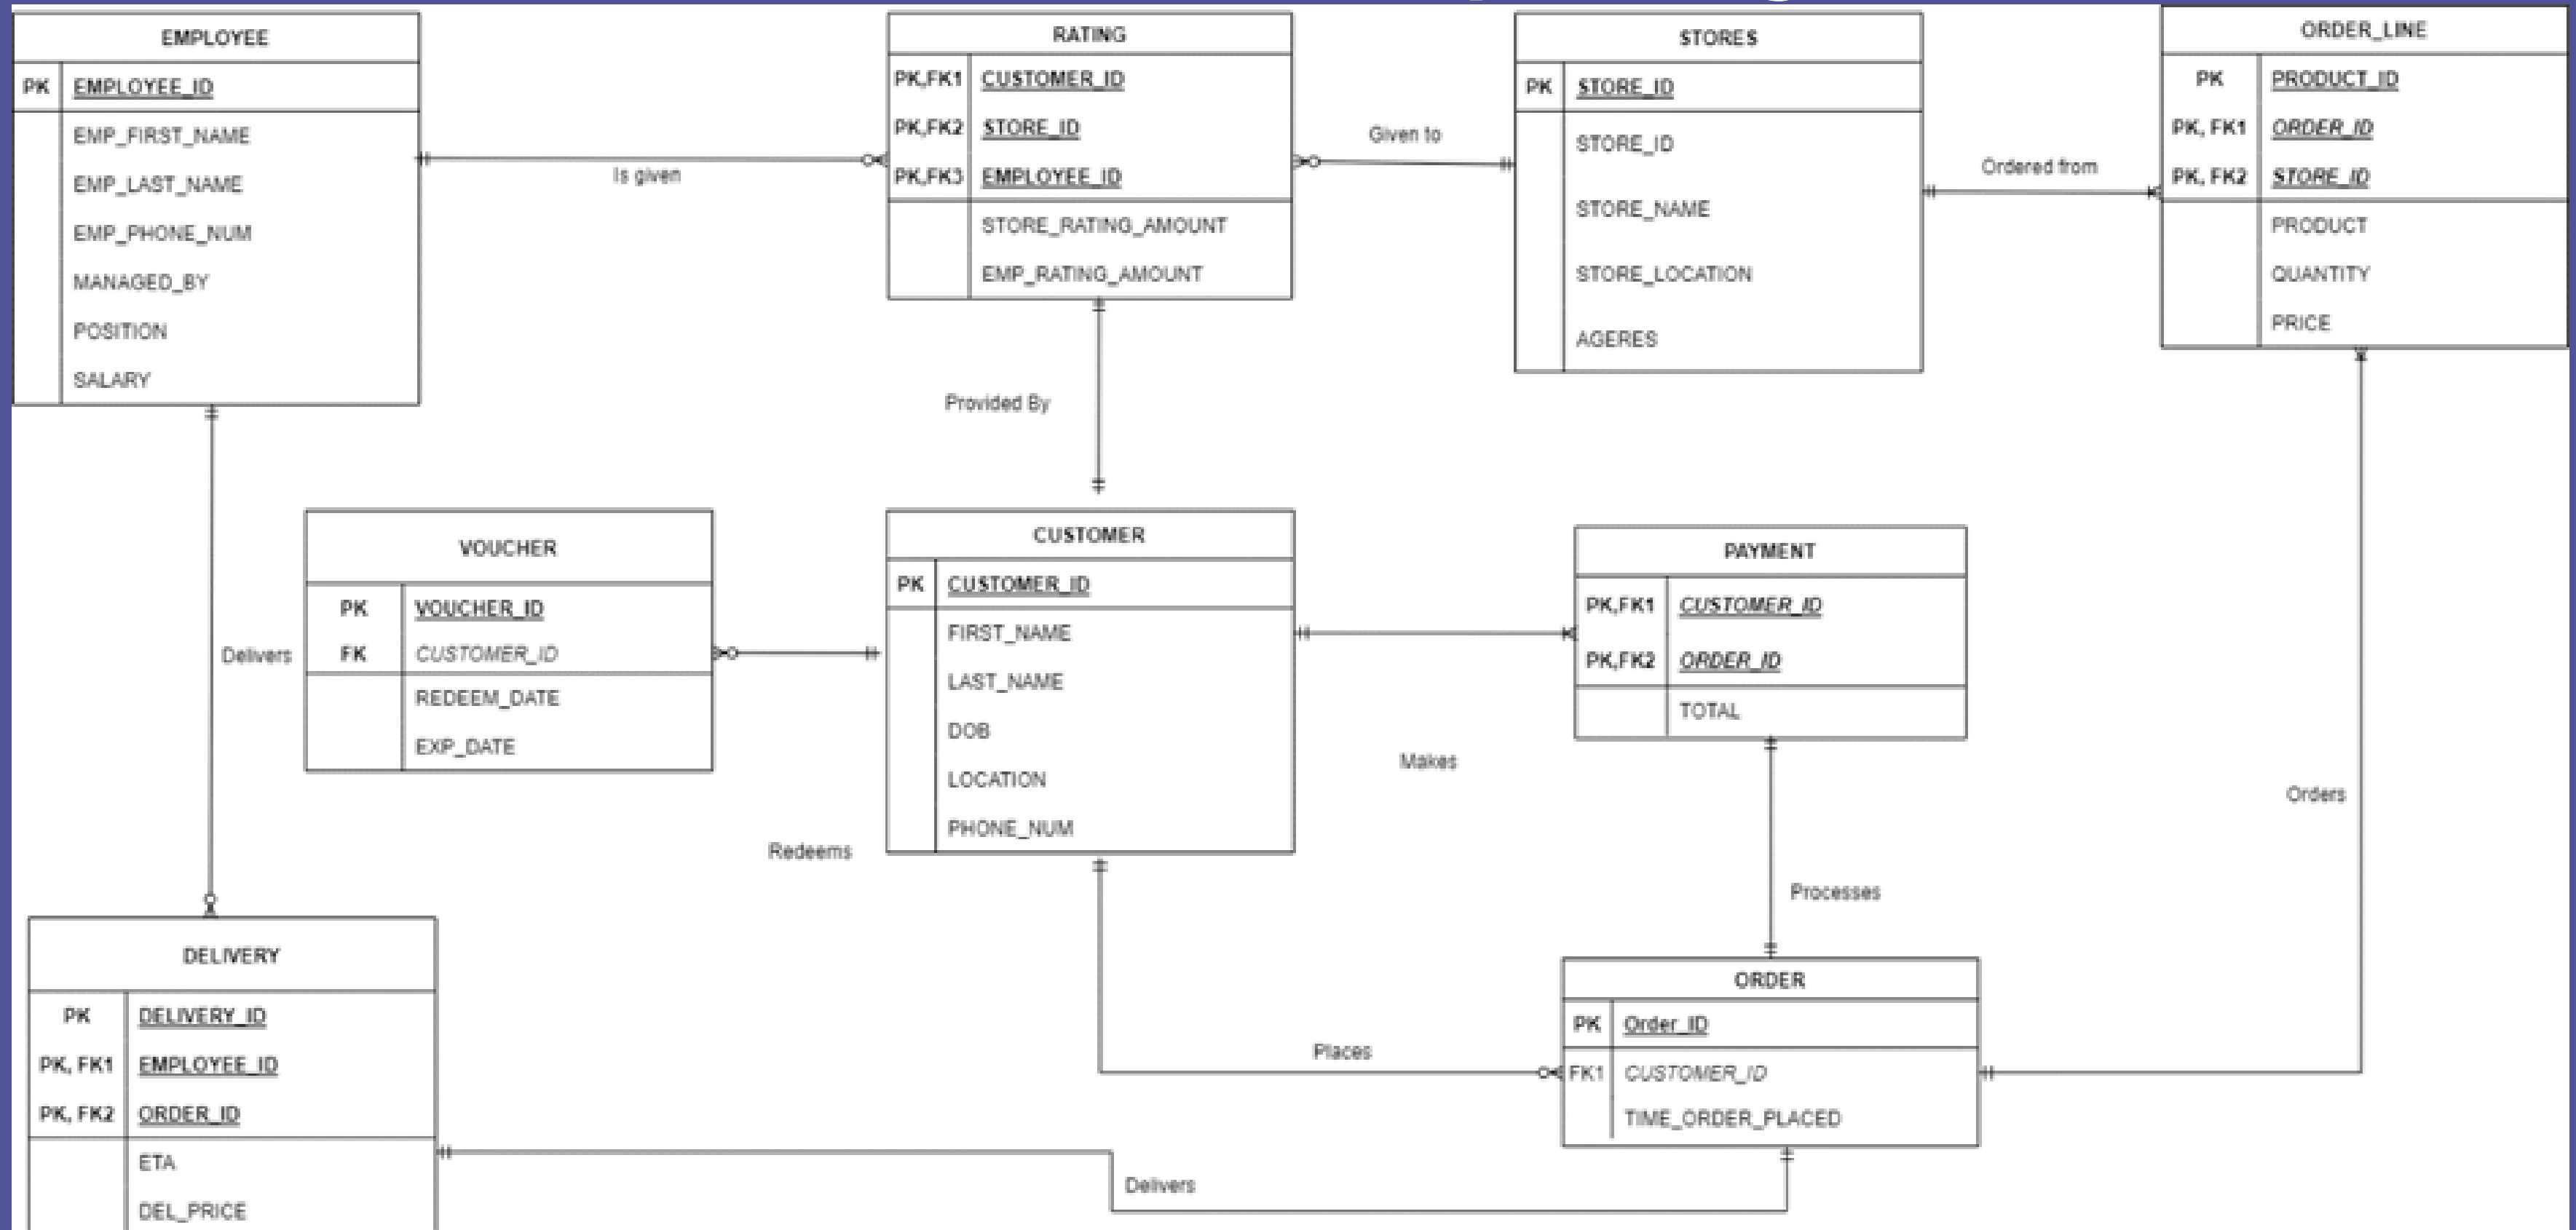 EMPLOYEE
PK EMPLOYEE_ID
EMP_FIRST_NAME
EMP_LAST_NAME
EMP_PHONE_NUM
MANAGED_BY
POSITION
SALARY
Is given
RATING
PK,FK1 CUSTOMER_ID
PK,FK2 STORE_ID
PK,FK3 EMPLOYEE_ID
STORE_RATING_AMOUNT
EMP_RATING_AMOUNT
Given to
STORES
PK STORE_ID
STORE_ID
STORE_NAME
STORE_LOCATION
AGERES
Ordered from
ORDER_LINE
PK PRODUCT_ID
PK, FK1 ORDER_ID
PK, FK2 STORE_ID
PRODUCT
QUANTITY
PRICE
Provided By
Delivers
VOUCHER
PK VOUCHER_ID
FK CUSTOMER_ID
REDEEM_DATE
EXP_DATE
Redeems
CUSTOMER
PK CUSTOMER_ID
FIRST_NAME
LAST_NAME
DOB
LOCATION
PHONE_NUM
Makes
PAYMENT
PK,FK1 CUSTOMER_ID
PK,FK2 ORDER_ID
TOTAL
Processes
Orders
DELIVERY
PK DELIVERY_ID
PK, FK1 EMPLOYEE_ID
PK, FK2 ORDER_ID
ETA
DEL_PRICE
Places
Delivers
ORDER
PK Order_ID
FK1 CUSTOMER_ID
TIME_ORDER_PLACED